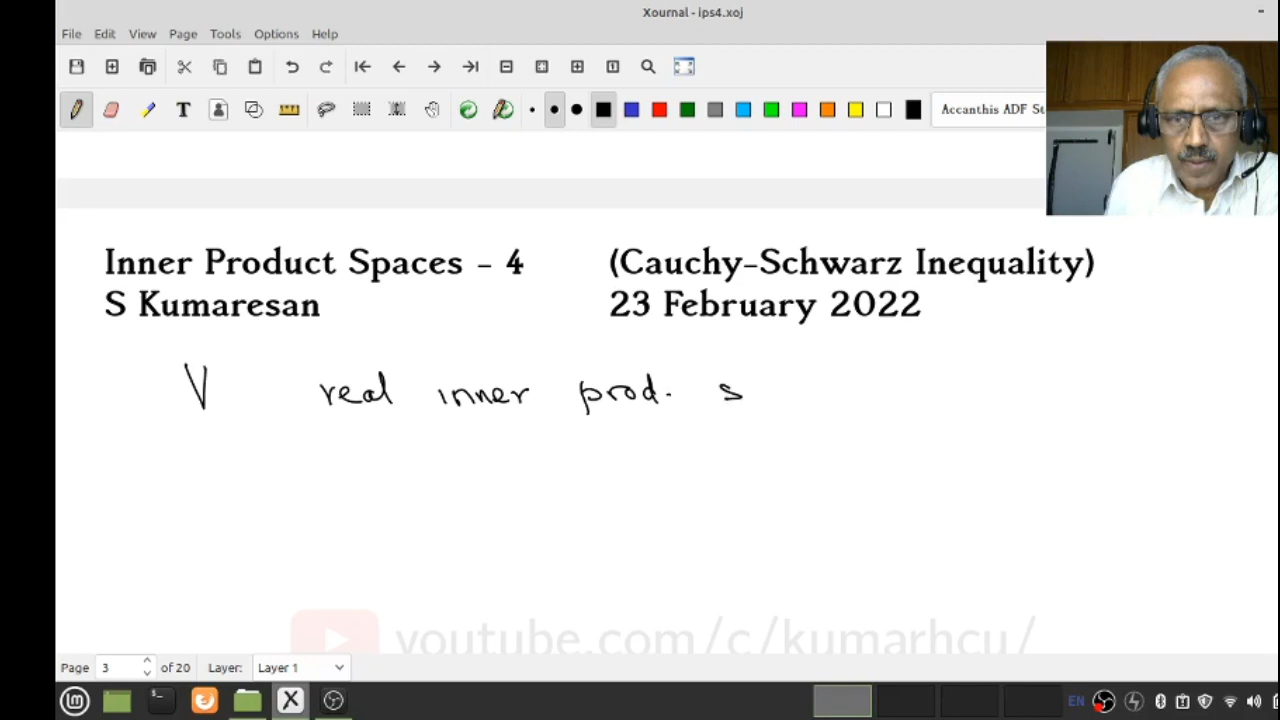 Xournal - ips4.xoj
File Edit View Page Tools Options Help
Accanthis ADF St
Inner Product Spaces - 4 (Cauchy-Schwarz Inequality)
S Kumaresan 23 February 2022
V real inner prod. s
youtube.com/c/kumarhcu/
Page 3 of 20 Layer: Layer 1
EN